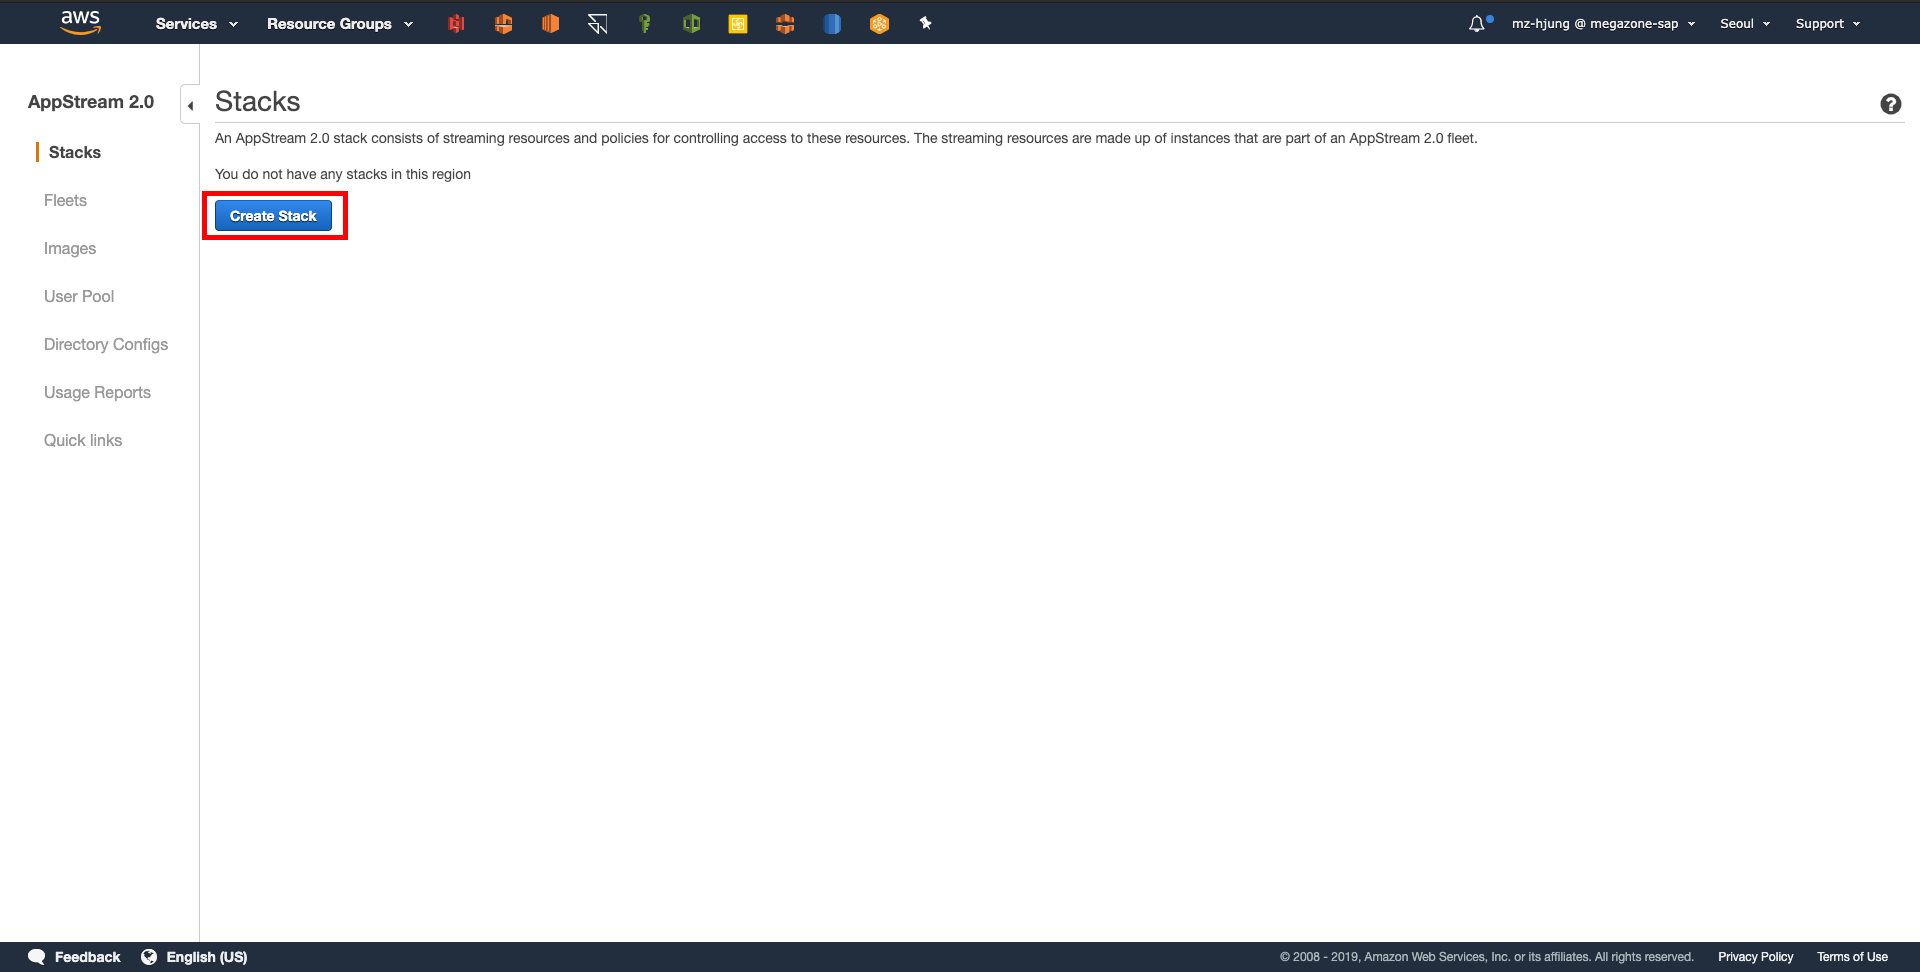 aws Services Resource Groups mz-hjung @ megazone-sap Seoul Support
AppStream 2.0
Stacks
Fleets
Images
User Pool
Directory Configs
Usage Reports
Quick links
Stacks
An AppStream 2.0 stack consists of streaming resources and policies for controlling access to these resources. The streaming resources are made up of instances that are part of an AppStream 2.0 fleet.
You do not have any stacks in this region
Create Stack
Feedback English (US) © 2008 - 2019, Amazon Web Services, Inc. or its affiliates. All rights reserved. Privacy Policy Terms of Use